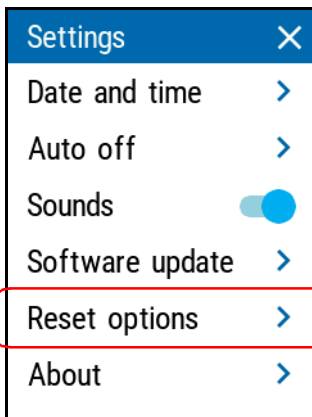 Settings
Date and time
Auto off
Sounds
Software update
Reset options
About